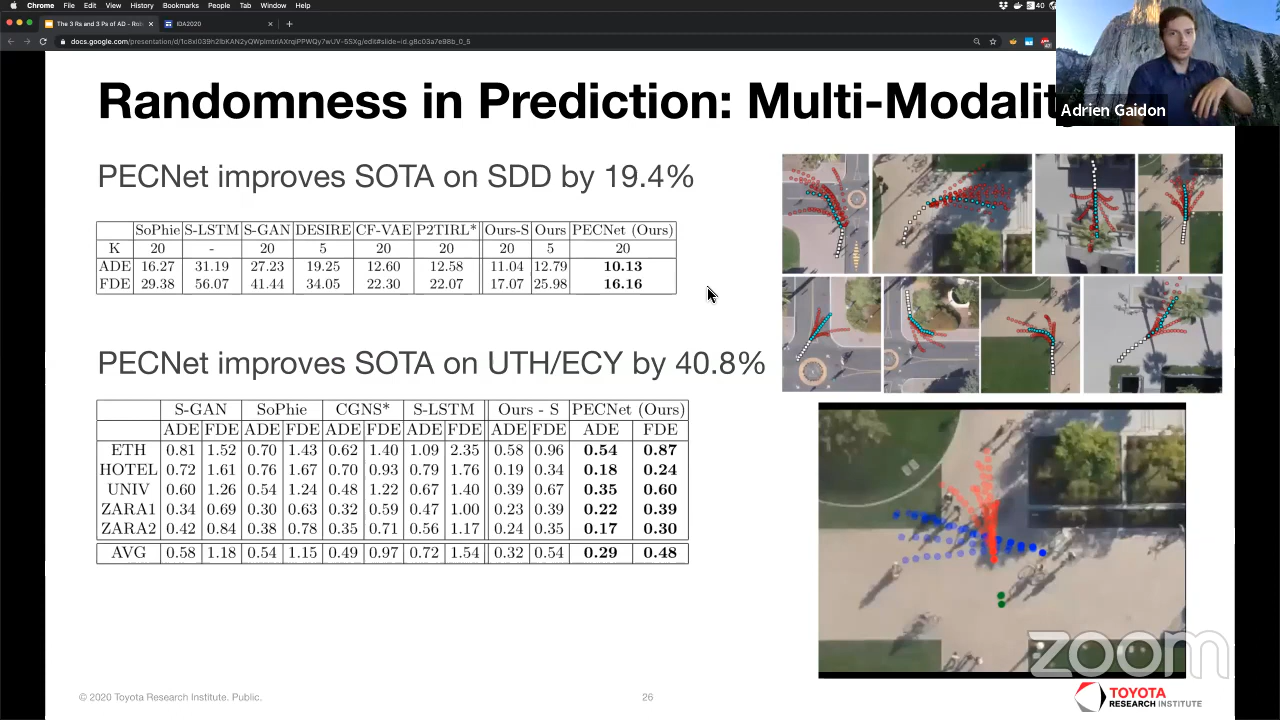 Chrome File Edit View History Bookmarks People Tab Window Help
40
The 3 Rs and 3 Ps of AD - Rob
IDA2020
Randomness in Prediction: Multi-Modalit
Adrien Gaidon
PECNet improves SOTA on SDD by 19.4%
SoPhie S-LSTM S-GAN DESIRE CF-VAE P2TIRL* Ours-S Ours PECNet (Ours)
K 20 - 20 5 20 20 20 5 20
ADE 16.27 31.19 27.23 19.25 12.60 12.58 11.04 12.79 10.13
FDE 29.38 56.07 41.44 34.05 22.30 22.07 17.07 25.98 16.16
PECNet improves SOTA on UTH/ECY by 40.8%
S-GAN SoPhie CGNS* S-LSTM Ours - S PECNet (Ours)
ADE FDE ADE FDE ADE FDE ADE FDE ADE FDE ADE FDE
ETH 0.81 1.52 0.70 1.43 0.62 1.40 1.09 2.35 0.58 0.96 0.54 0.87
HOTEL 0.72 1.61 0.76 1.67 0.70 0.93 0.79 1.76 0.19 0.34 0.18 0.24
UNIV 0.60 1.26 0.54 1.24 0.48 1.22 0.67 1.40 0.39 0.67 0.35 0.60
ZARA1 0.34 0.69 0.30 0.63 0.32 0.59 0.47 1.00 0.23 0.39 0.22 0.39
ZARA2 0.42 0.84 0.38 0.78 0.35 0.71 0.56 1.17 0.24 0.35 0.17 0.30
AVG 0.58 1.18 0.54 1.15 0.49 0.97 0.72 1.54 0.32 0.54 0.29 0.48
zoom
© 2020 Toyota Research Institute. Public.
26
TOYOTA
RESEARCH INSTITUTE